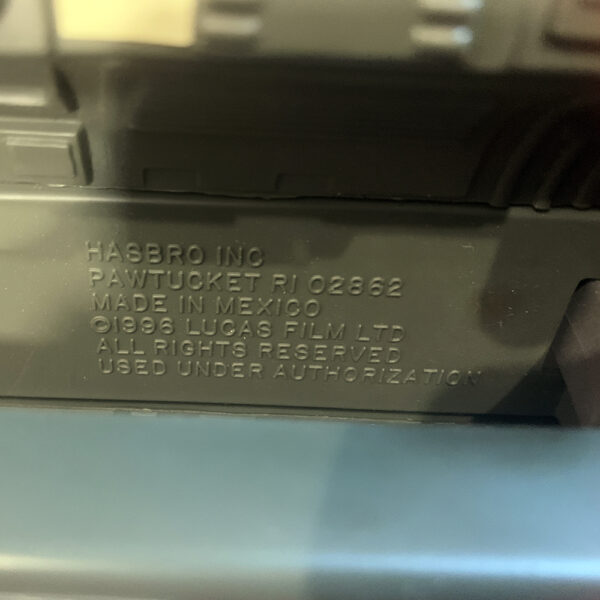 HASBRO INC
PAWTUCKET RI 02862
MADE IN MEXICO
©1996 LUCAS FILM LTD
ALL RIGHTS RESERVED
USED UNDER AUTHORIZATION